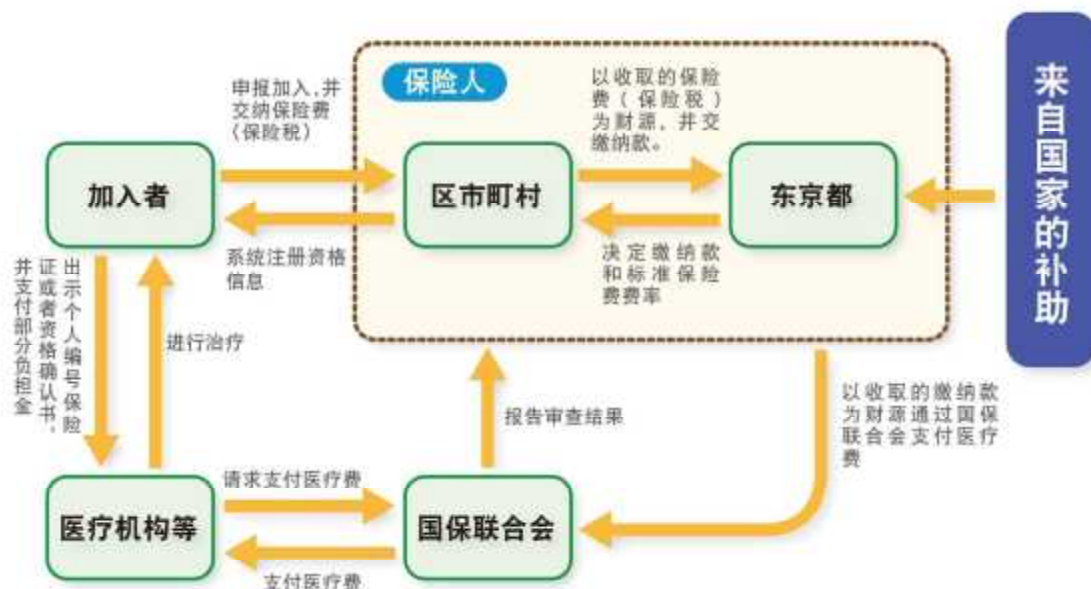 保险人
申报加入,并
交纳保险费
(保险税)
以收取的保险
费(保险税)
为财源,并交
缴纳款。
加入者
区市町村
东京都
来自国家的补助
系统注册资格
信息
决定缴纳款
和标准保险
费费率
出示个人编号保险
证或者资格确认书,
并支付部分负担金
进行治疗
报告审查结果
以收取的缴纳款
为财源通过国保
联合会支付医疗
费
请求支付医疗费
医疗机构等
国保联合会
支付医疗费